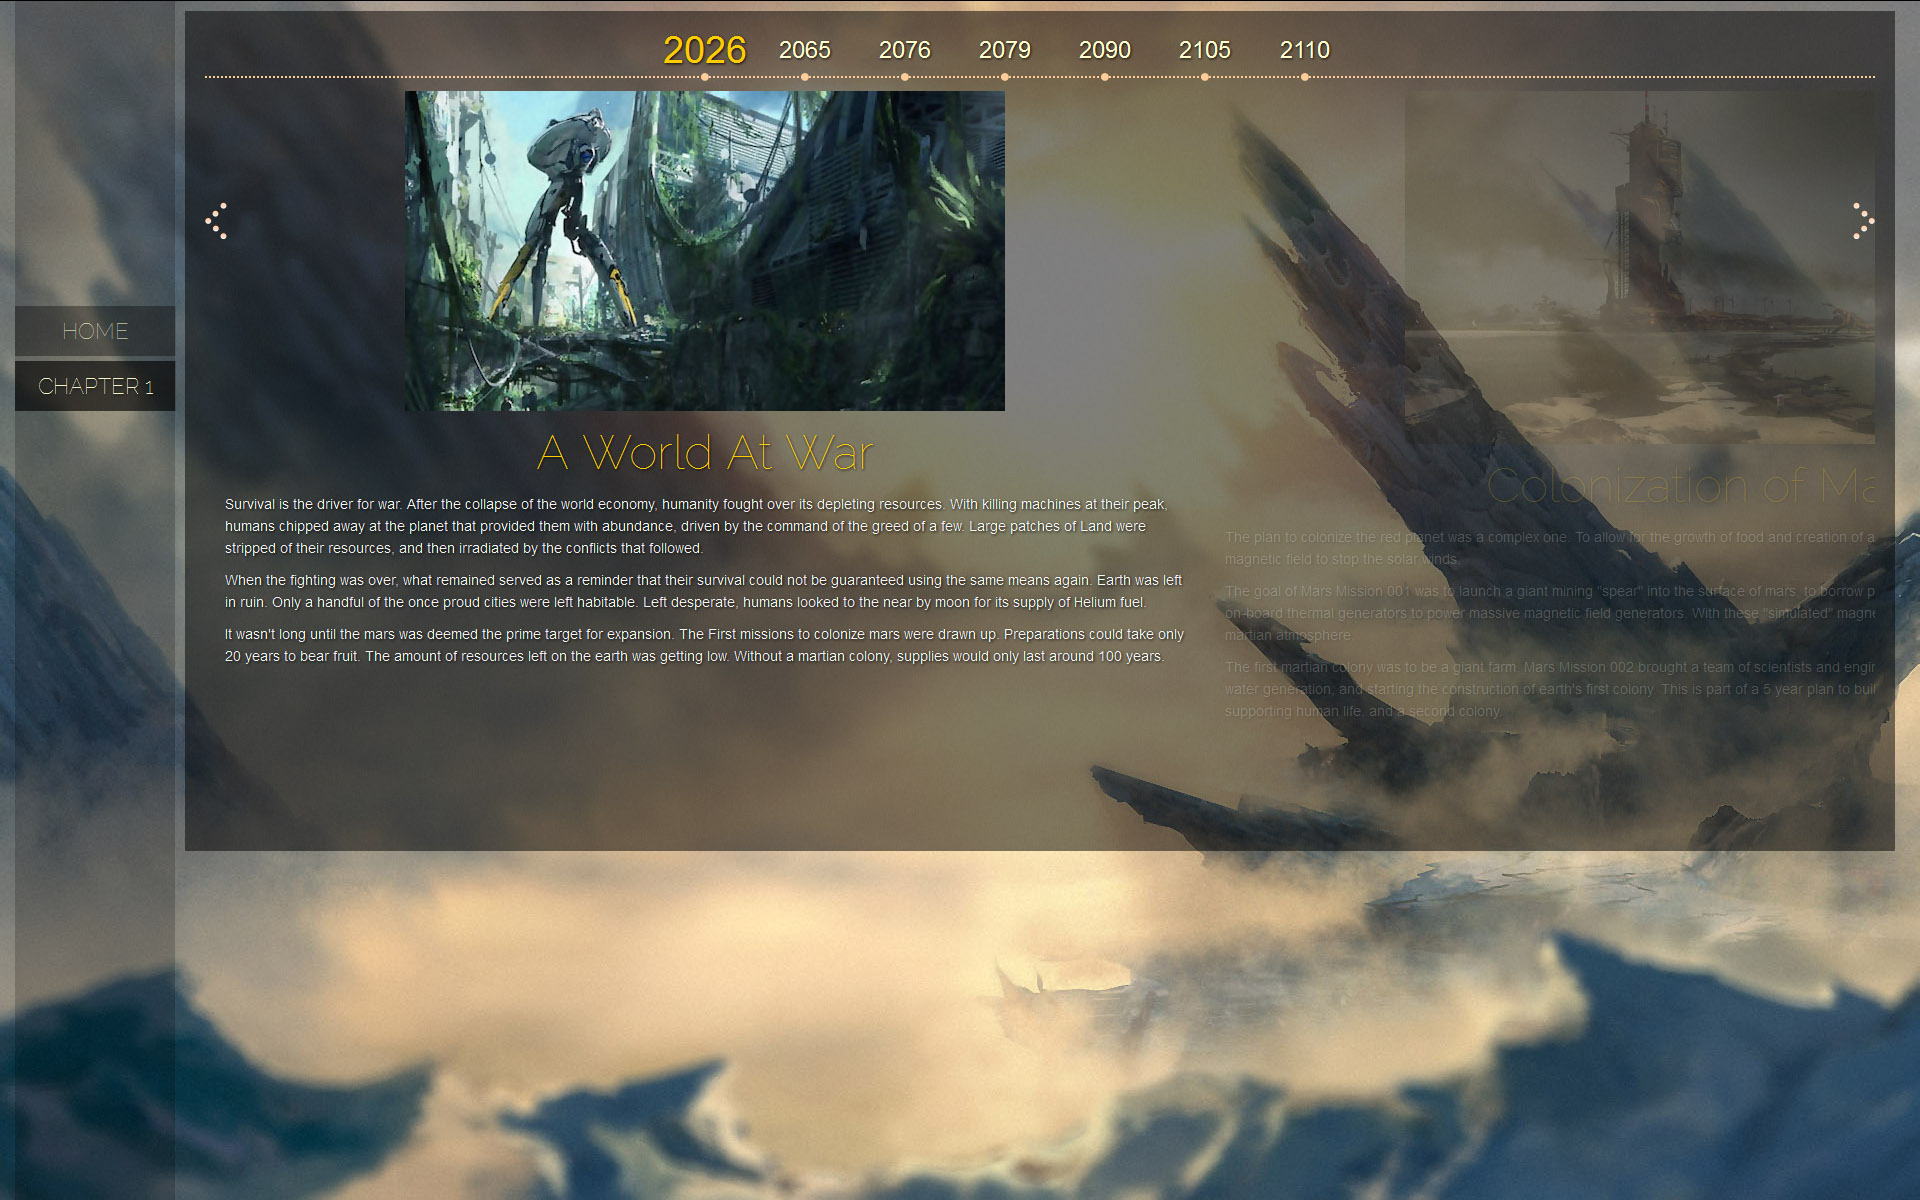 2026 2065 2076 2079 2090 2105 2110
HOME
CHAPTER 1
A World At War
Survival is the driver for war. After the collapse of the world economy, humanity fought over its depleting resources. With killing machines at their peak,
humans chipped away at the planet that provided them with abundance, driven by the command of the greed of a few. Large patches of Land were
stripped of their resources, and then irradiated by the conflicts that followed.
When the fighting was over, what remained served as a reminder that their survival could not be guaranteed using the same means again. Earth was left
in ruin. Only a handful of the once proud cities were left habitable. Left desperate, humans looked to the near by moon for its supply of Helium fuel.
It wasn't long until the mars was deemed the prime target for expansion. The First missions to colonize mars were drawn up. Preparations could take only
20 years to bear fruit. The amount of resources left on the earth was getting low. Without a martian colony, supplies would only last around 100 years.
Colonization of Ma
The plan to colonize the red planet was a complex one. To allow for the growth of food and creation of a
magnetic field to stop the solar winds.
The goal of Mars Mission 001 was to launch a giant mining "spear" into the surface of mars, to borrow p
on-board thermal generators to power massive magnetic field generators. With these "simulated" magne
martian atmosphere.
The first martian colony was to be a giant farm. Mars Mission 002 brought a team of scientists and engin
water generation, and starting the construction of earth's first colony. This is part of a 5 year plan to buil
supporting human life, and a second colony.